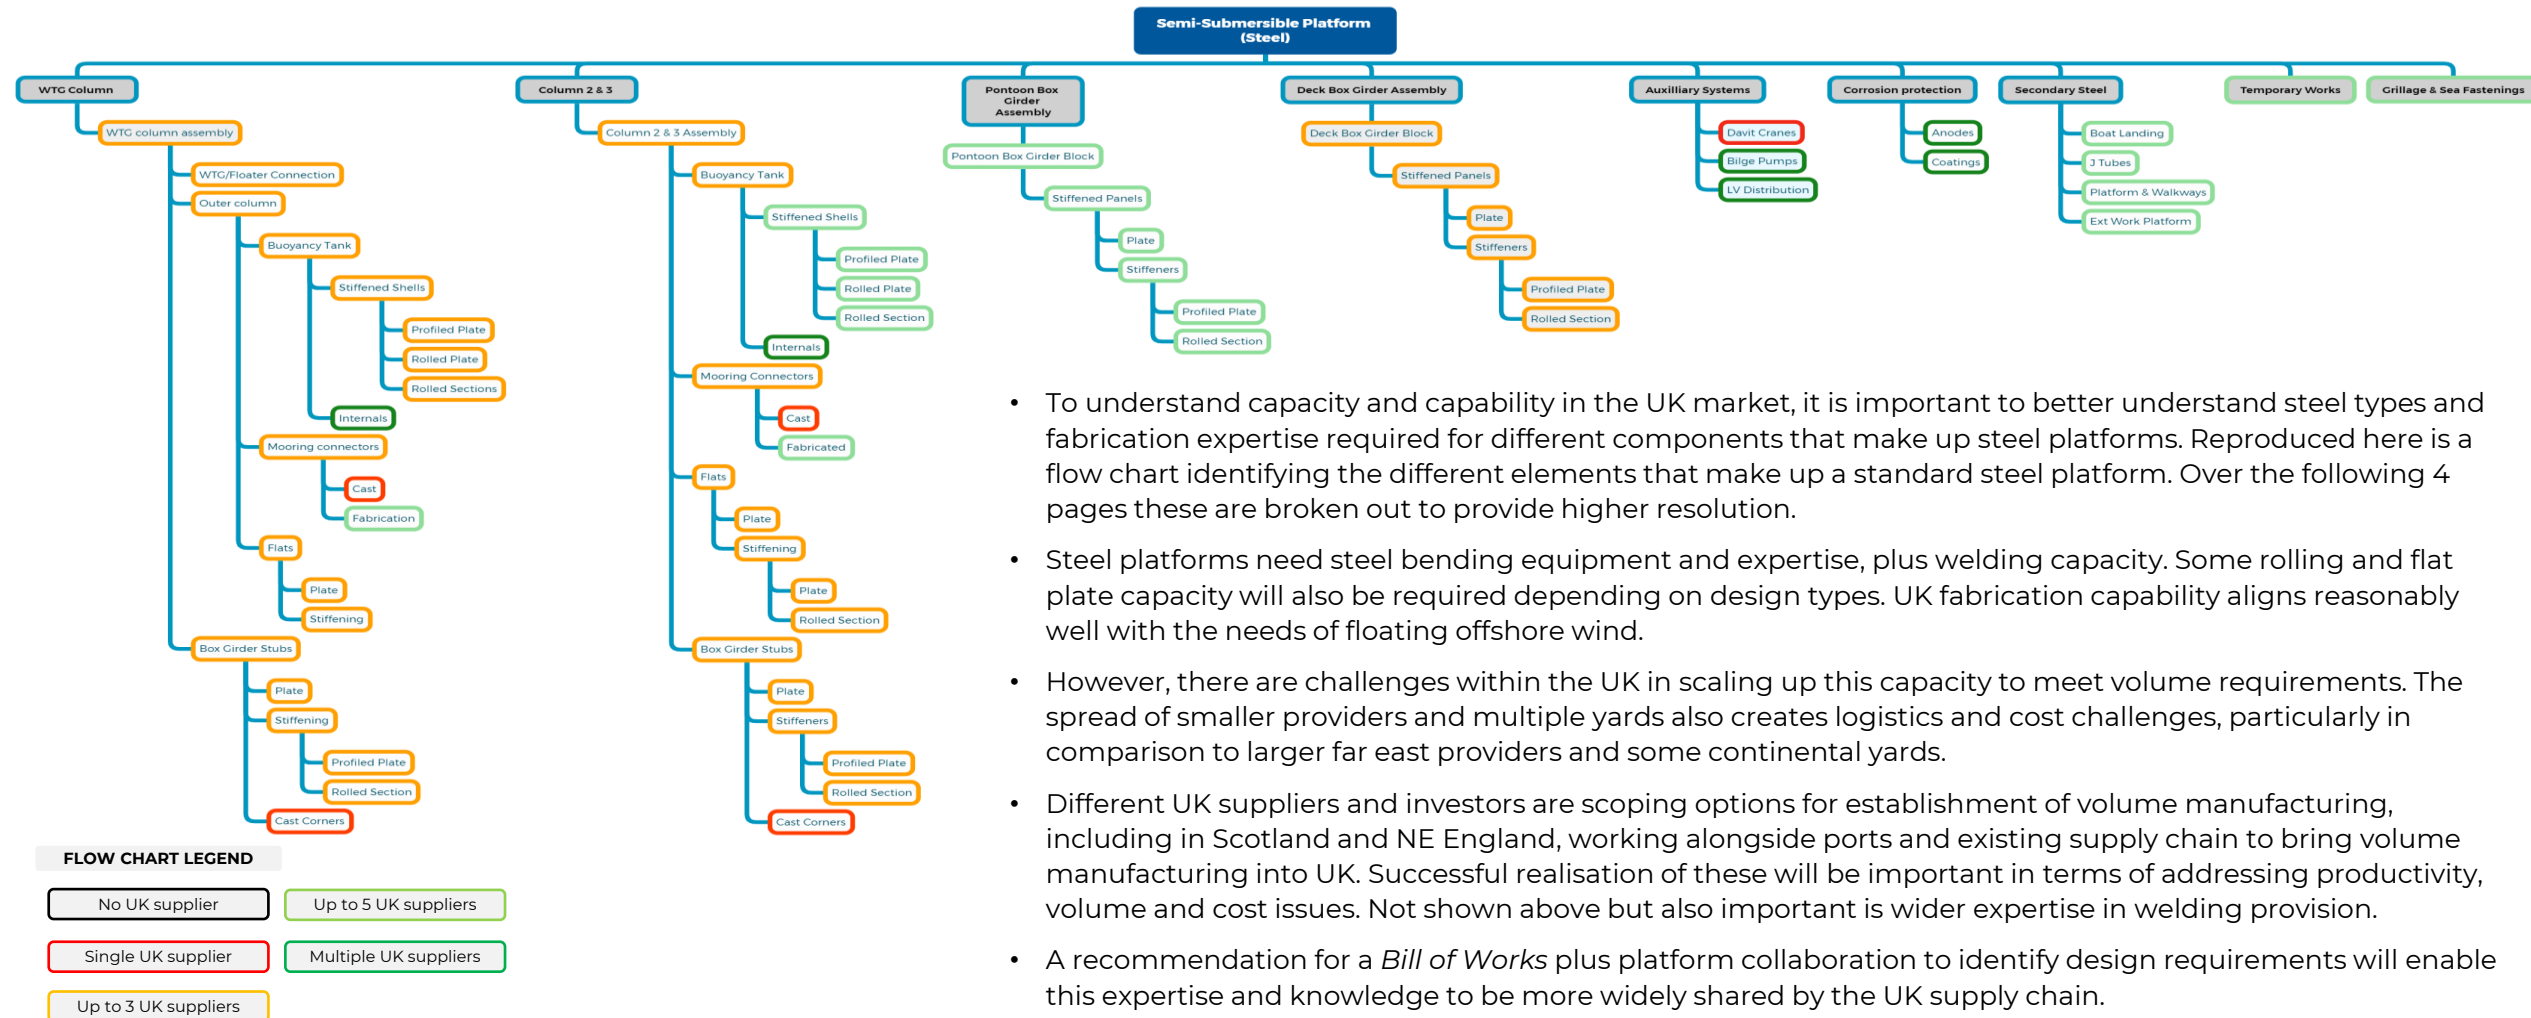 Semi-Submersible Platform
(Steel)
WTG Column
WTG column assembly
WTG/Floater Connection
Outer column
Buoyancy Tank
Stiffened Shells
Profiled Plate
Rolled Plate
Rolled Sections
Internals
Mooring connectors
Cast
Fabrication
Flats
Plate
Stiffening
Box Girder Stubs
Plate
Stiffening
Profiled Plate
Rolled Section
Cast Corners
Column 2 & 3
Column 2 & 3 Assembly
Buoyancy Tank
Stiffened Shells
Profiled Plate
Rolled Plate
Rolled Section
Internals
Mooring Connectors
Cast
Fabricated
Flats
Plate
Stiffening
Plate
Rolled Section
Box Girder Stubs
Plate
Stiffeners
Profiled Plate
Rolled Section
Cast Corners
Pontoon Box
Girder
Assembly
Pontoon Box Girder Block
Stiffened Panels
Plate
Stiffeners
Profiled Plate
Rolled Section
Deck Box Girder Assembly
Deck Box Girder Block
Stiffened Panels
Plate
Stiffeners
Profiled Plate
Rolled Section
Auxilliary Systems
Davit Cranes
Bilge Pumps
LV Distribution
Corrosion protection
Anodes
Coatings
Secondary Steel
Boat Landing
J Tubes
Platform & Walkways
Ext Work Platform
Temporary Works
Grillage & Sea Fastenings
• To understand capacity and capability in the UK market, it is important to better understand steel types and
fabrication expertise required for different components that make up steel platforms. Reproduced here is a
flow chart identifying the different elements that make up a standard steel platform. Over the following 4
pages these are broken out to provide higher resolution.
• Steel platforms need steel bending equipment and expertise, plus welding capacity. Some rolling and flat
plate capacity will also be required depending on design types. UK fabrication capability aligns reasonably
well with the needs of floating offshore wind.
• However, there are challenges within the UK in scaling up this capacity to meet volume requirements. The
spread of smaller providers and multiple yards also creates logistics and cost challenges, particularly in
comparison to larger far east providers and some continental yards.
• Different UK suppliers and investors are scoping options for establishment of volume manufacturing,
including in Scotland and NE England, working alongside ports and existing supply chain to bring volume
manufacturing into UK. Successful realisation of these will be important in terms of addressing productivity,
volume and cost issues. Not shown above but also important is wider expertise in welding provision.
• A recommendation for a Bill of Works plus platform collaboration to identify design requirements will enable
this expertise and knowledge to be more widely shared by the UK supply chain.
FLOW CHART LEGEND
No UK supplier
Up to 5 UK suppliers
Single UK supplier
Multiple UK suppliers
Up to 3 UK suppliers